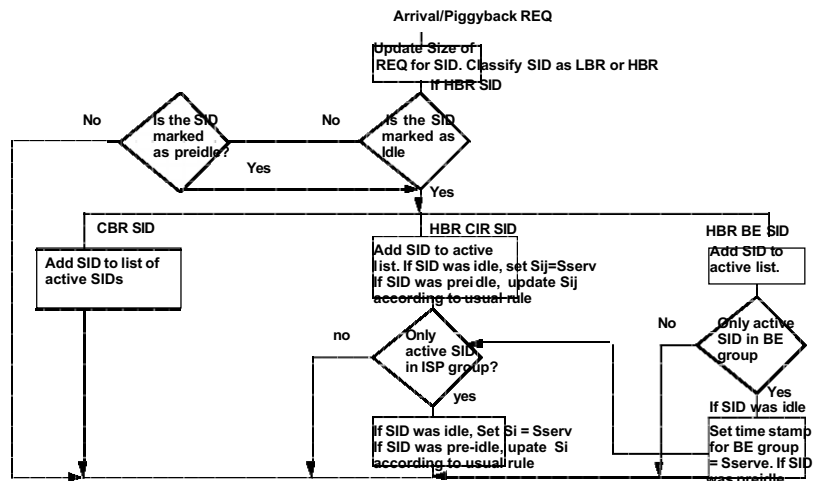 Arrival/Piggyback REQ
Update Size of
REQ for SID. Classify SID as LBR or HBR
If HBR SID
No
Is the SID
marked
as preidle?
No
Is the SID
marked as
Idle
Yes
Yes
CBR SID
HBR CIR SID
HBR BE SID
Add SID to list of
active SIDs
Add SID to active
list. If SID was idle, set Sij=Sserv
If SID was preidle, update Sij
according to usual rule
Add SID to
active list.
no
Only
active SID
in ISP group?
yes
No
Only active
SID in BE
group
Yes
If SID was idle
If SID was idle, Set Si = Sserv
If SID was pre-idle, upate Si
according to usual rule
Set time stamp
for BE group
= Sserve. If SID
was preidle